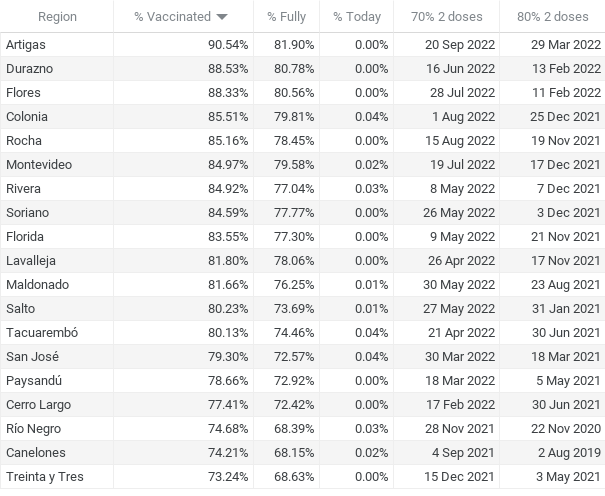 Region % Vaccinated % Fully % Today 70% 2 doses 80% 2 doses
Artigas 90.54% 81.90% 0.00% 20 Sep 2022 29 Mar 2022
Durazno 88.53% 80.78% 0.00% 16 Jun 2022 13 Feb 2022
Flores 88.33% 80.56% 0.00% 28 Jul 2022 11 Feb 2022
Colonia 85.51% 79.81% 0.04% 1 Aug 2022 25 Dec 2021
Rocha 85.16% 78.45% 0.00% 15 Aug 2022 19 Nov 2021
Montevideo 84.97% 79.58% 0.02% 19 Jul 2022 17 Dec 2021
Rivera 84.92% 77.04% 0.03% 8 May 2022 7 Dec 2021
Soriano 84.59% 77.77% 0.00% 26 May 2022 3 Dec 2021
Florida 83.55% 77.30% 0.00% 9 May 2022 21 Nov 2021
Lavalleja 81.80% 78.06% 0.00% 26 Apr 2022 17 Nov 2021
Maldonado 81.66% 76.25% 0.01% 30 May 2022 23 Aug 2021
Salto 80.23% 73.69% 0.01% 27 May 2022 31 Jan 2021
Tacuarembó 80.13% 74.46% 0.04% 21 Apr 2022 30 Jun 2021
San José 79.30% 72.57% 0.04% 30 Mar 2022 18 Mar 2021
Paysandú 78.66% 72.92% 0.00% 18 Mar 2022 5 May 2021
Cerro Largo 77.41% 72.42% 0.00% 17 Feb 2022 30 Jun 2021
Río Negro 74.68% 68.39% 0.03% 28 Nov 2021 22 Nov 2020
Canelones 74.21% 68.15% 0.02% 4 Sep 2021 2 Aug 2019
Treinta y Tres 73.24% 68.63% 0.00% 15 Dec 2021 3 May 2021